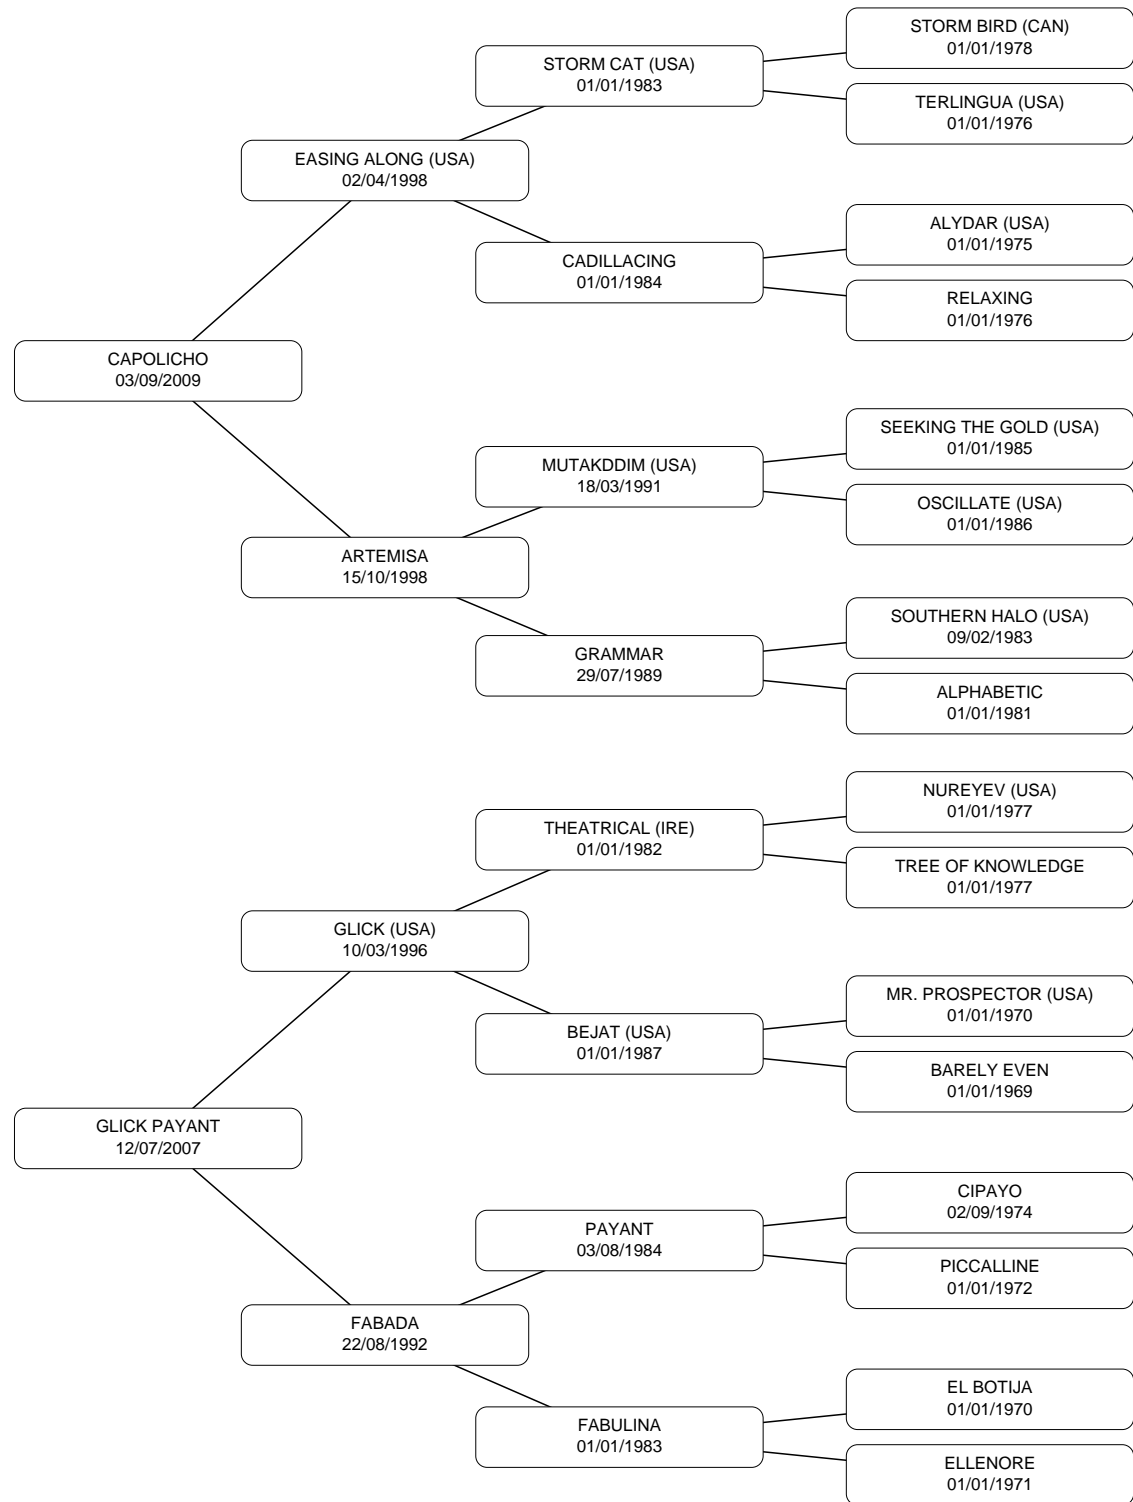 STORM BIRD (CAN)
01/01/1978
STORM CAT (USA)
01/01/1983
TERLINGUA (USA)
01/01/1976
EASING ALONG (USA)
02/04/1998
ALYDAR (USA)
01/01/1975
CADILLACING
01/01/1984
RELAXING
01/01/1976
CAPOLICHO
03/09/2009
SEEKING THE GOLD (USA)
01/01/1985
MUTAKDDIM (USA)
18/03/1991
OSCILLATE (USA)
01/01/1986
ARTEMISA
15/10/1998
SOUTHERN HALO (USA)
09/02/1983
GRAMMAR
29/07/1989
ALPHABETIC
01/01/1981
NUREYEV (USA)
01/01/1977
THEATRICAL (IRE)
01/01/1982
TREE OF KNOWLEDGE
01/01/1977
GLICK (USA)
10/03/1996
MR. PROSPECTOR (USA)
01/01/1970
BEJAT (USA)
01/01/1987
BARELY EVEN
01/01/1969
GLICK PAYANT
12/07/2007
CIPAYO
02/09/1974
PAYANT
03/08/1984
PICCALLINE
01/01/1972
FABADA
22/08/1992
EL BOTIJA
01/01/1970
FABULINA
01/01/1983
ELLENORE
01/01/1971